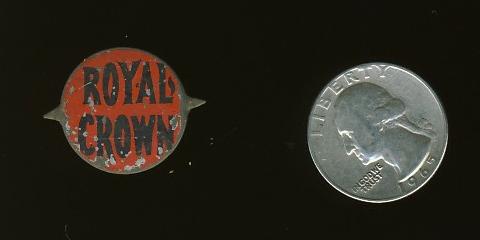 ROYAL
CROWN
LIBERTY
IN GOD WE
TRUST
1965